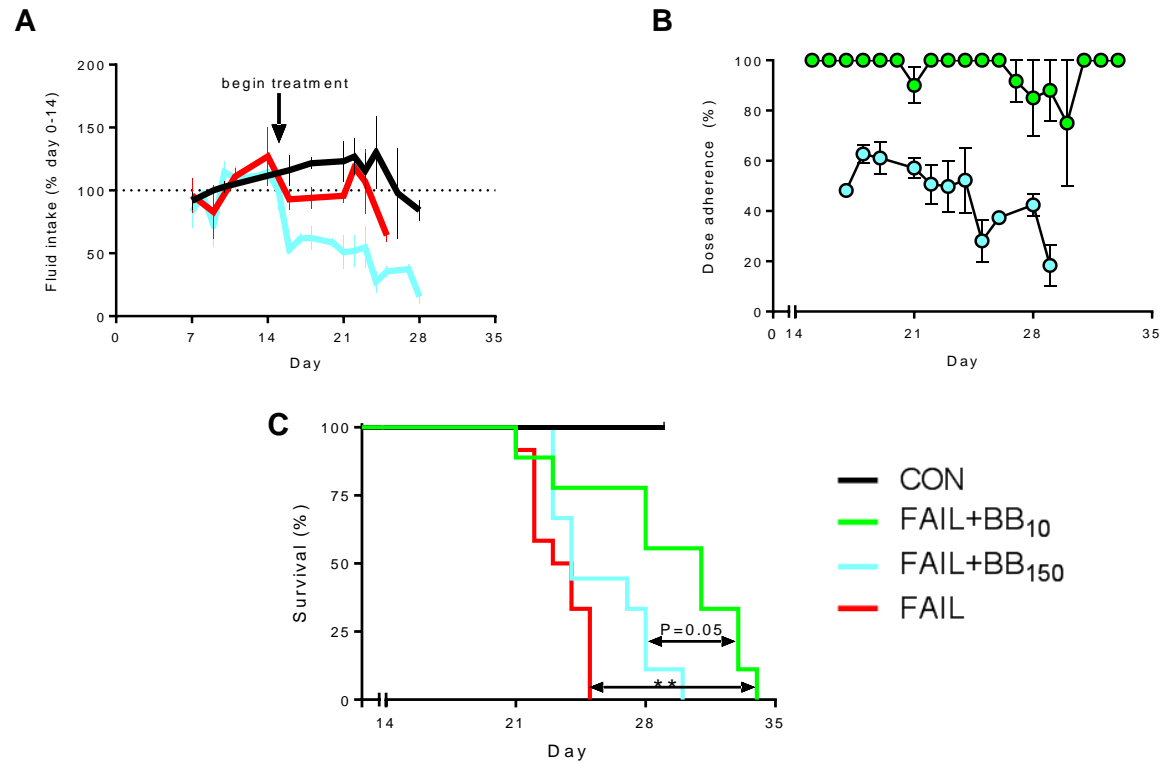 A
Fluid intake (% day 0-14)
200
150
100
50
0
begin treatment
0 7 14 21 28 35
Day
B
Dose adherence (%)
100
80
60
40
20
0
0 14 21 28 35
Day
C
Survival (%)
100
75
50
25
0
P=0.05
**
14 21 28 35
Day
CON
FAIL+BB10
FAIL+BB150
FAIL